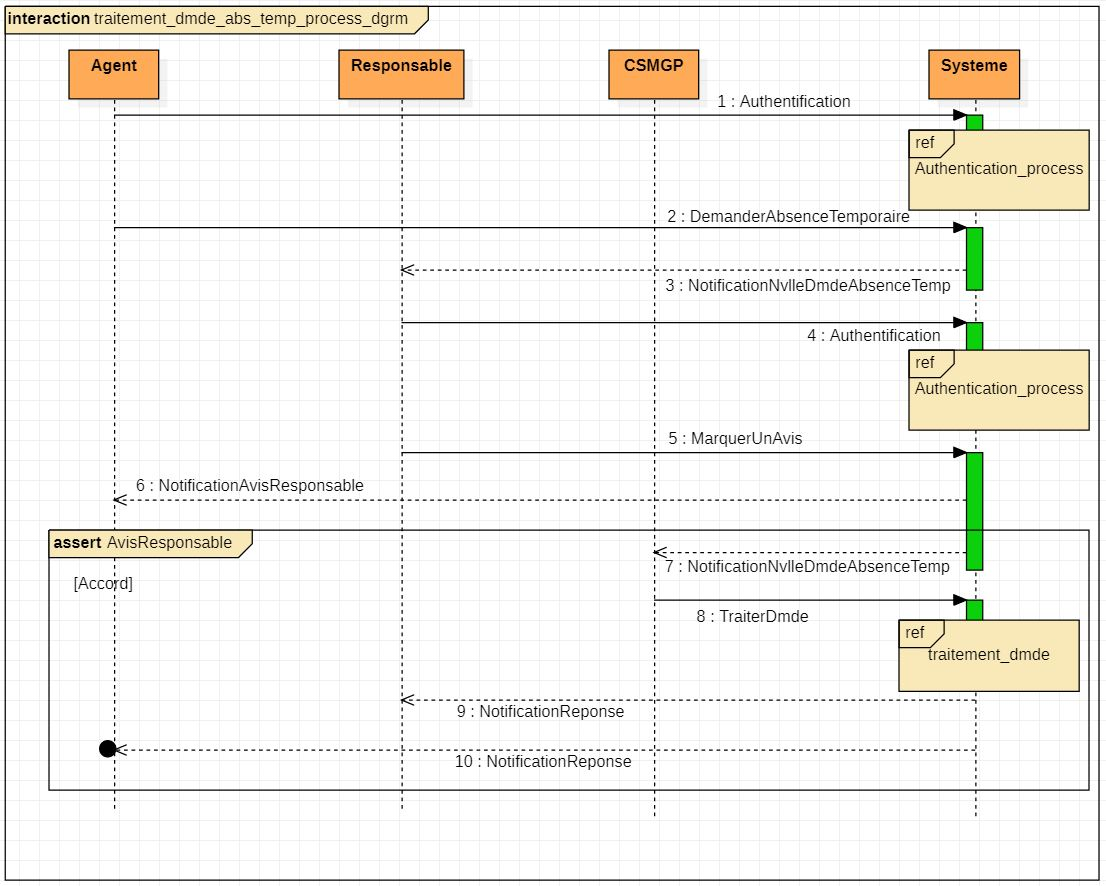 interaction traitement_dmde_abs_temp_process_dgrm
Agent
Responsable
CSMGP
Systeme
1 : Authentification
ref
Authentication_process
2 : DemanderAbsenceTemporaire
3 : NotificationNvlleDmdeAbsenceTemp
4 : Authentification
ref
Authentication_process
5 : MarquerUnAvis
6 : NotificationAvisResponsable
assert AvisResponsable
7 : NotificationNvlleDmdeAbsenceTemp
[Accord]
8 : TraiterDmde
ref
traitement_dmde
9 : NotificationReponse
10 : NotificationReponse